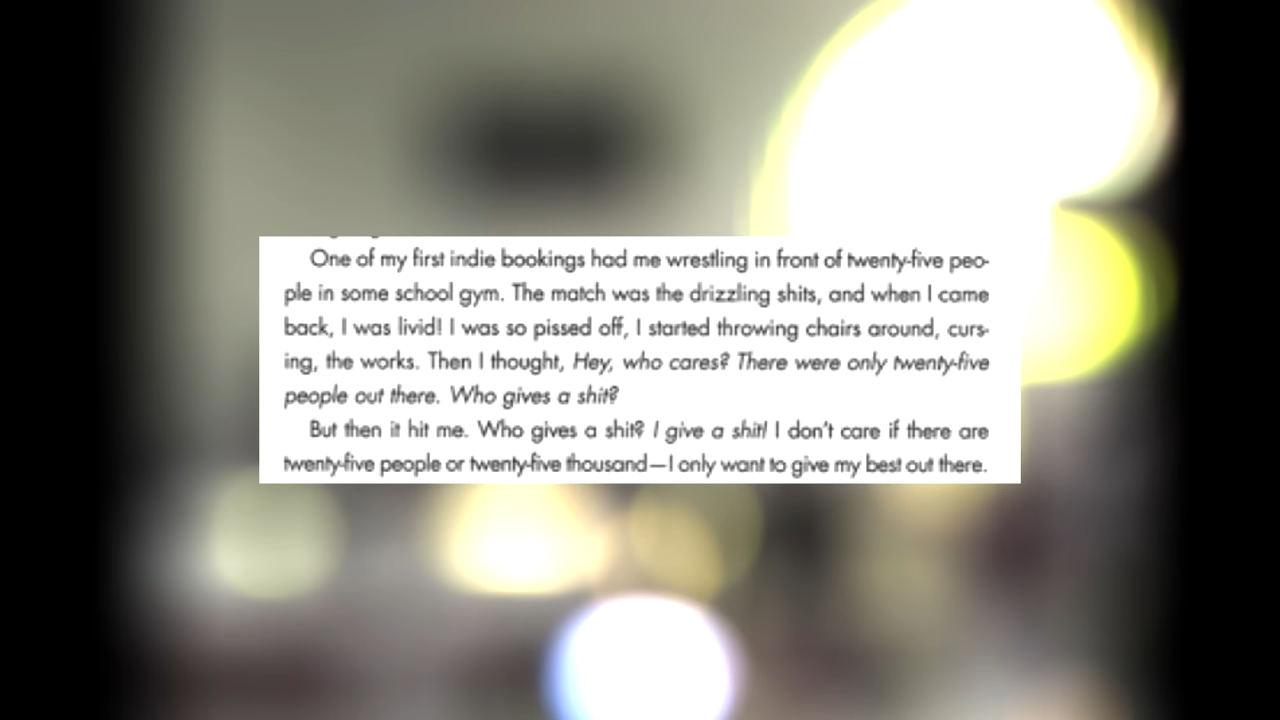 One of my first indie bookings had me wrestling in front of twenty-five peo-
ple in some school gym. The match was the drizzling shits, and when I came
back, I was livid! I was so pissed off, I started throwing chairs around, curs-
ing, the works. Then I thought, Hey, who cares? There were only twenty-five
people out there. Who gives a shit?
But then it hit me. Who gives a shit? I give a shit! I don't care if there are
twenty-five people or twenty-five thousand—I only want to give my best out there.